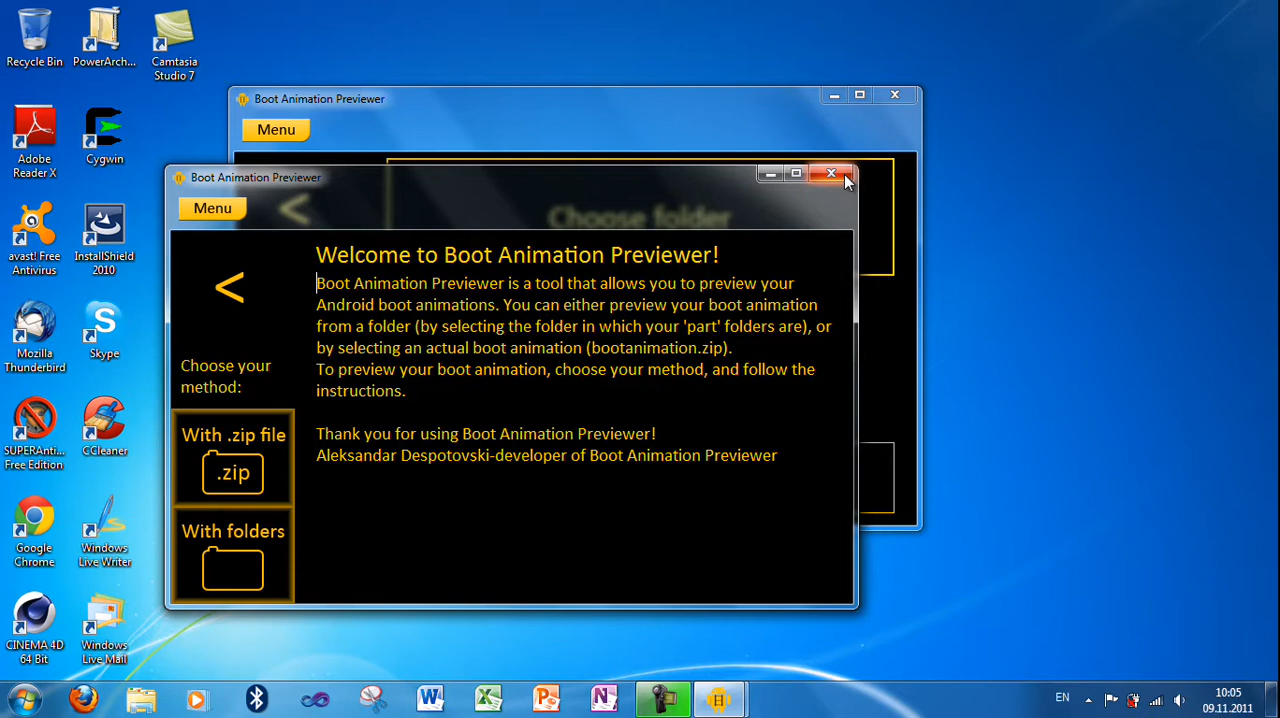 Recycle Bin
PowerArch...
Camtasia
Studio 7
Adobe
Reader X
Cygwin
avast! Free
Antivirus
InstallShield
2010
Mozilla
Thunderbird
Skype
SUPERAnti...
Free Edition
CCleaner
Google
Chrome
Windows
Live Writer
CINEMA 4D
64 Bit
Windows
Live Mail
Boot Animation Previewer
Menu
Boot Animation Previewer
Menu
<
Choose folder
<
Choose your
method:
With .zip file
.zip
With folders
Welcome to Boot Animation Previewer!
Boot Animation Previewer is a tool that allows you to preview your
Android boot animations. You can either preview your boot animation
from a folder (by selecting the folder in which your 'part' folders are), or
by selecting an actual boot animation (bootanimation.zip).
To preview your boot animation, choose your method, and follow the
instructions.
Thank you for using Boot Animation Previewer!
Aleksandar Despotovski-developer of Boot Animation Previewer
EN
10:05
09.11.2011